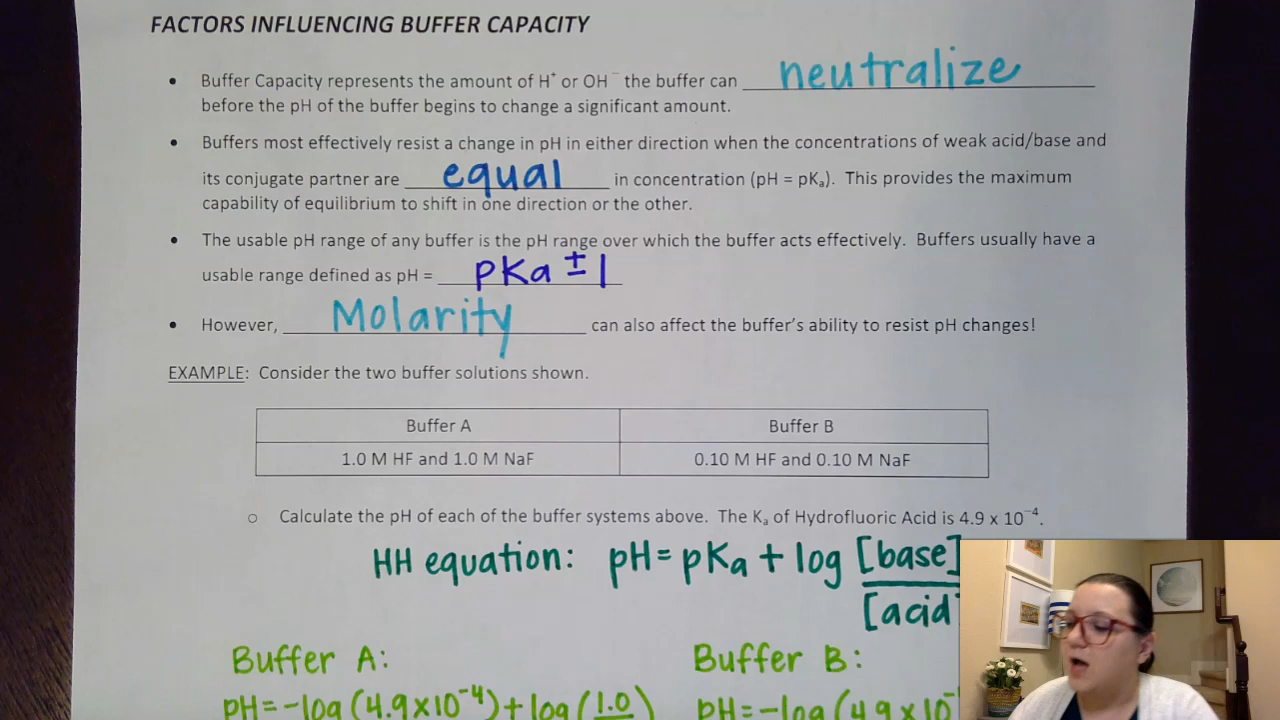 FACTORS INFLUENCING BUFFER CAPACITY
• Buffer Capacity represents the amount of H⁺ or OH⁻ the buffer can neutralize
before the pH of the buffer begins to change a significant amount.
• Buffers most effectively resist a change in pH in either direction when the concentrations of weak acid/base and
its conjugate partner are equal in concentration (pH = pKₐ). This provides the maximum
capability of equilibrium to shift in one direction or the other.
• The usable pH range of any buffer is the pH range over which the buffer acts effectively. Buffers usually have a
usable range defined as pH = pKa ± 1
• However, Molarity can also affect the buffer's ability to resist pH changes!
EXAMPLE: Consider the two buffer solutions shown.
Buffer A Buffer B
1.0 M HF and 1.0 M NaF 0.10 M HF and 0.10 M NaF
o Calculate the pH of each of the buffer systems above. The Kₐ of Hydrofluoric Acid is 4.9 x 10⁻⁴.
HH equation: pH = pKa + log [base]
[acid
Buffer A: Buffer B:
pH = -log (4.9×10⁻⁴) + log (1.0) pH = -log (4.9×10